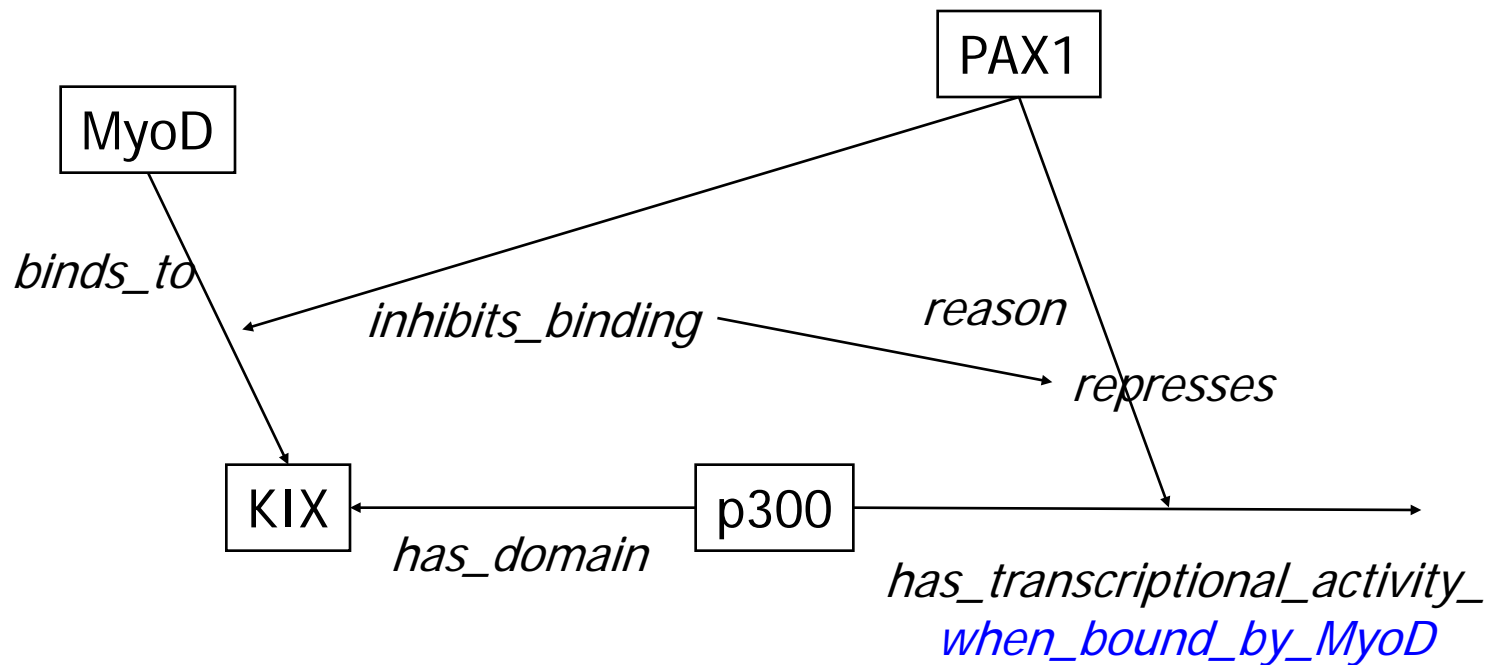 PAX1
MyoD
binds_to
inhibits_binding
reason
represses
KIX
p300
has_domain
has_transcriptional_activity_
when_bound_by_MyoD